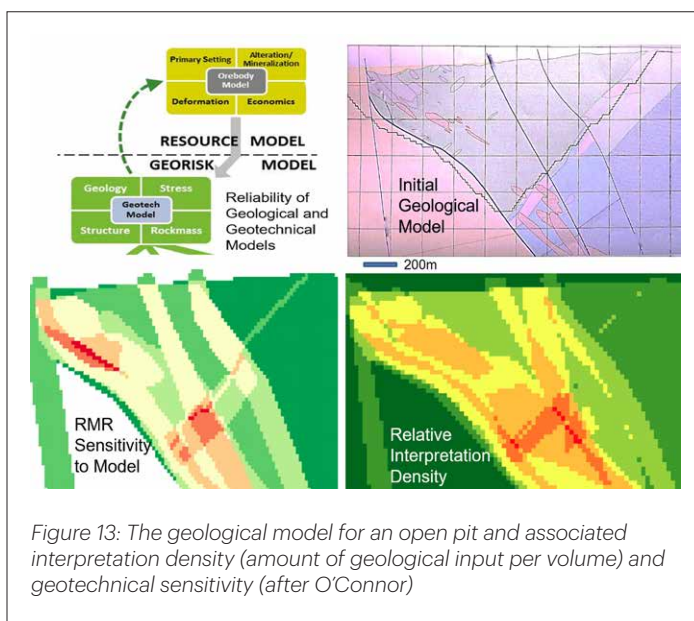 Primary Setting
Alteration/
Mineralization
Orebody
Model
Deformation
Economics
RESOURCE MODEL
GEORISK MODEL
Geology
Stress
Geotech
Model
Structure
Rockmass
Reliability of
Geological and
Geotechnical
Models
Initial
Geological
Model
200m
RMR
Sensitivity
to Model
Relative
Interpretation
Density
Figure 13: The geological model for an open pit and associated
interpretation density (amount of geological input per volume) and
geotechnical sensitivity (after O’Connor)